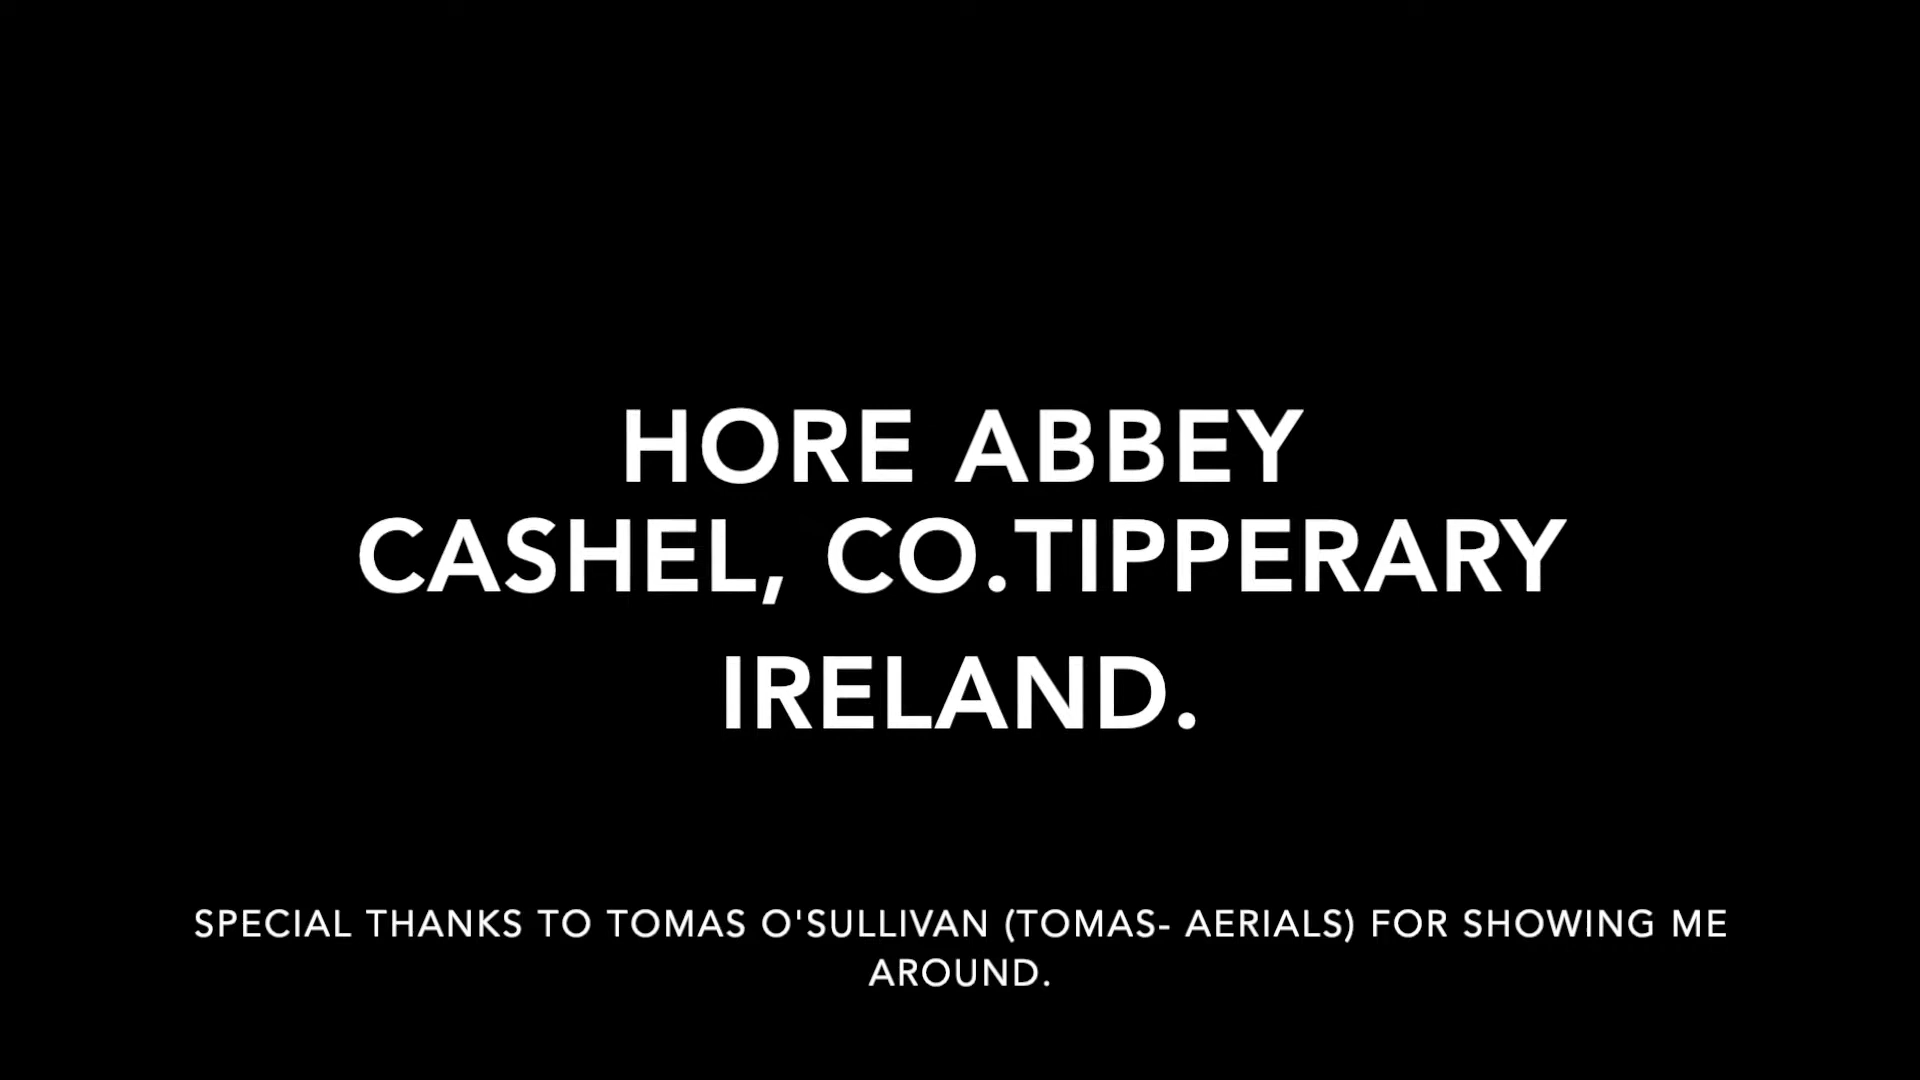 HORE ABBEY
CASHEL, CO.TIPPERARY
IRELAND.
SPECIAL THANKS TO TOMAS O'SULLIVAN (TOMAS- AERIALS) FOR SHOWING ME
AROUND.